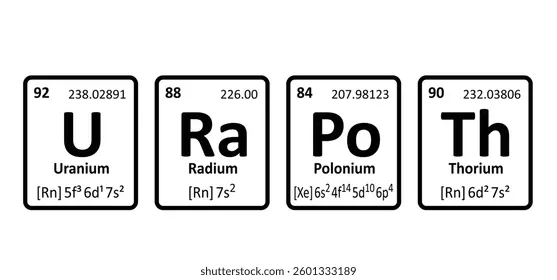 92 238.02891
U
Uranium
[Rn] 5f³ 6d¹ 7s²
88 226.00
Ra
Radium
[Rn] 7s²
84 207.98123
Po
Polonium
[Xe] 6s² 4f¹⁴ 5d¹⁰ 6p⁴
90 232.03806
Th
Thorium
[Rn] 6d² 7s²
shutterstock.com · 2601333189